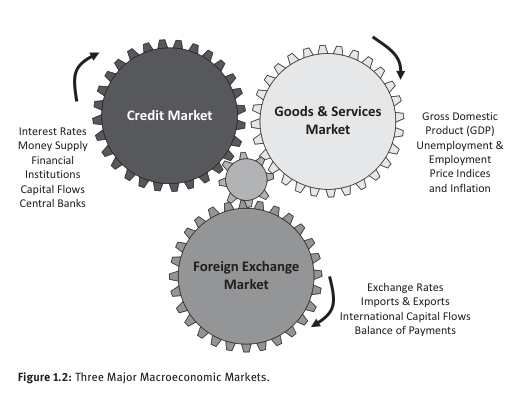 Credit Market
Goods & Services
Market
Interest Rates
Money Supply
Financial
Institutions
Capital Flows
Central Banks
Gross Domestic
Product (GDP)
Unemployment &
Employment
Price Indices
and Inflation
Foreign Exchange
Market
Exchange Rates
Imports & Exports
International Capital Flows
Balance of Payments
Figure 1.2: Three Major Macroeconomic Markets.